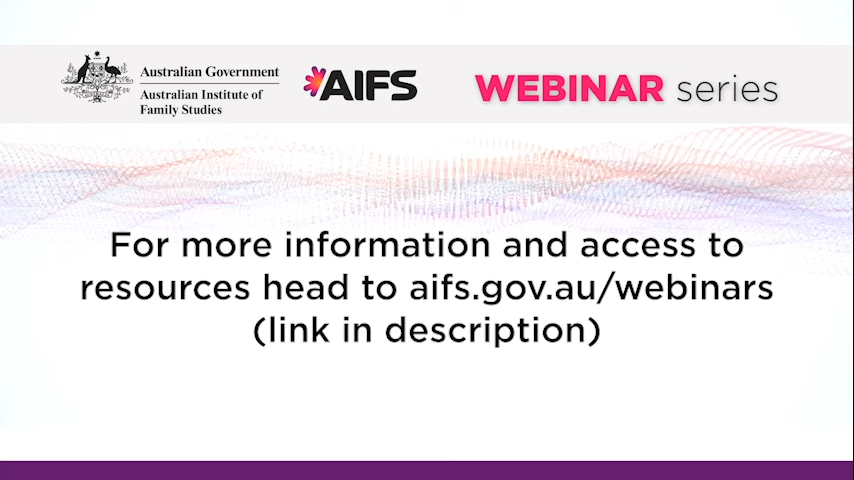 Australian Government
Australian Institute of
Family Studies
AIFS
WEBINAR series
For more information and access to
resources head to aifs.gov.au/webinars
(link in description)